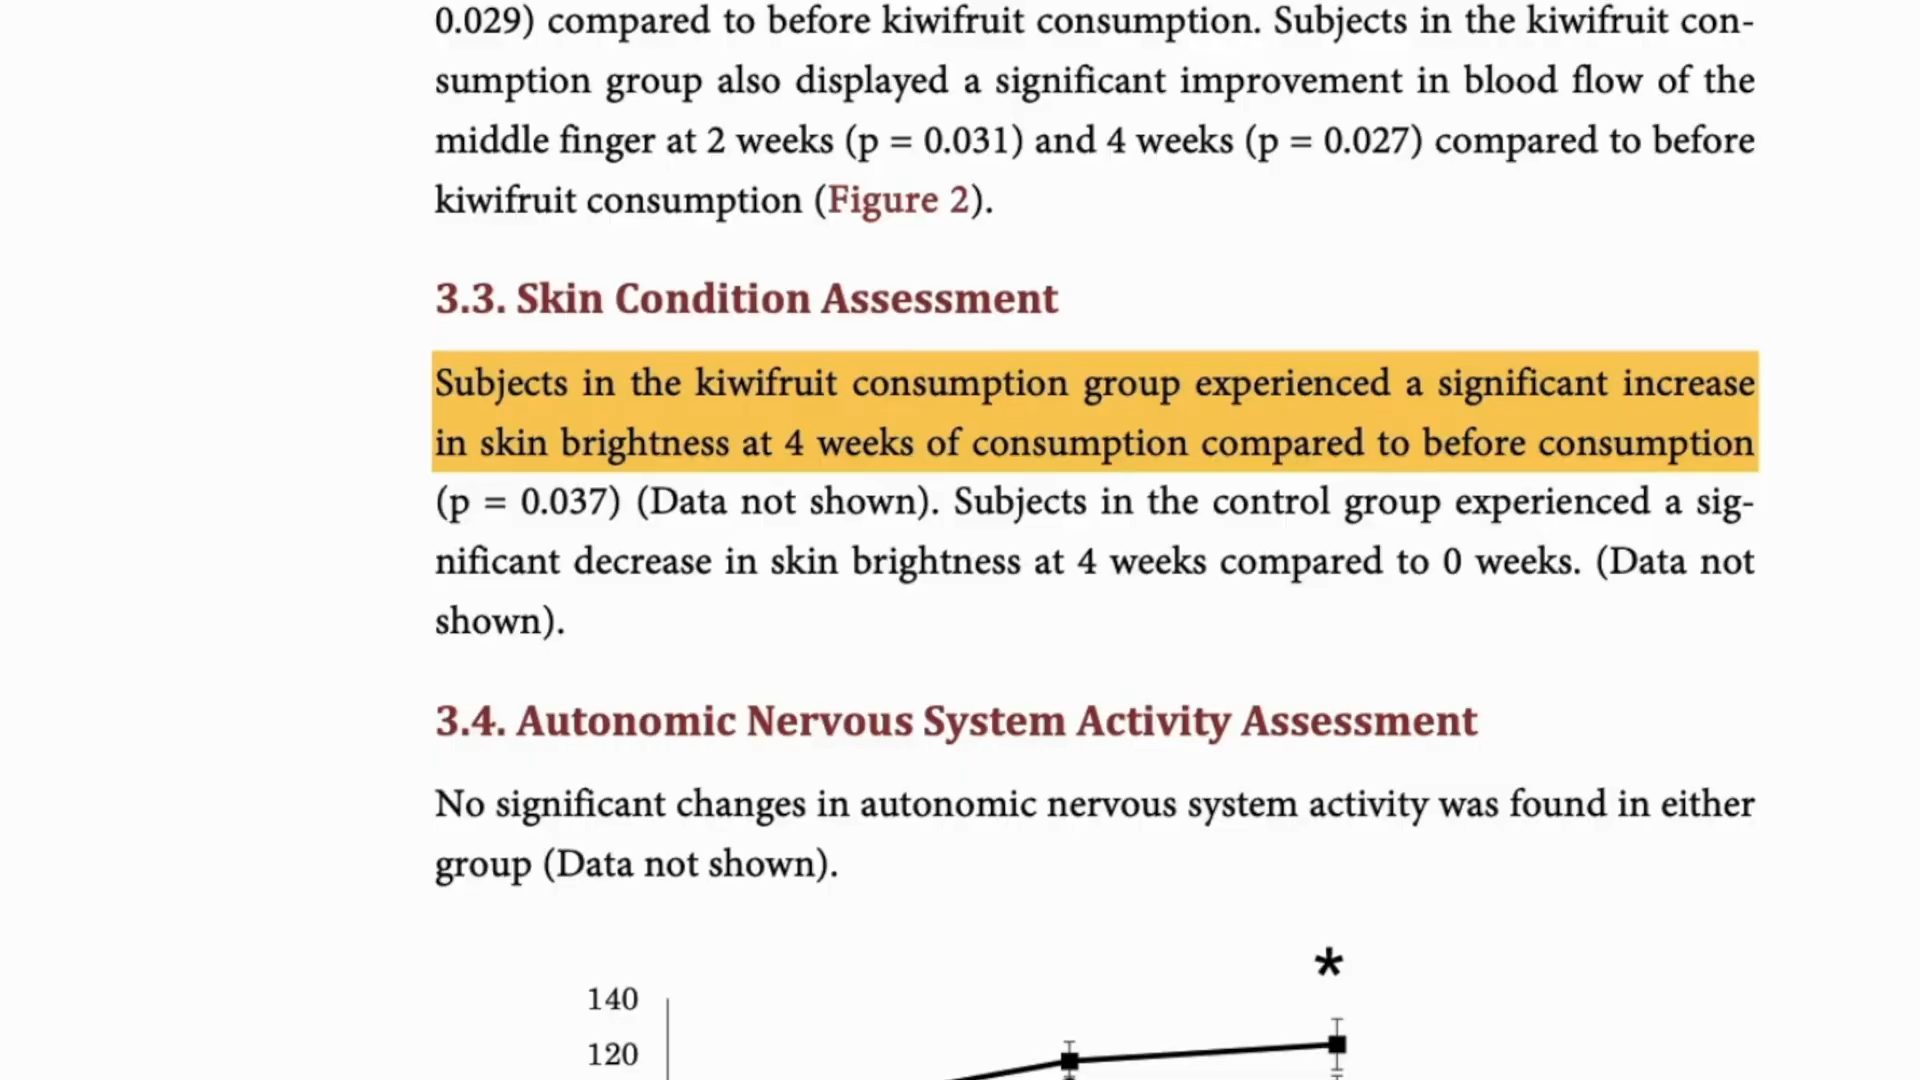 0.029) compared to before kiwifruit consumption. Subjects in the kiwifruit con-
sumption group also displayed a significant improvement in blood flow of the
middle finger at 2 weeks (p = 0.031) and 4 weeks (p = 0.027) compared to before
kiwifruit consumption (Figure 2).
3.3. Skin Condition Assessment
Subjects in the kiwifruit consumption group experienced a significant increase
in skin brightness at 4 weeks of consumption compared to before consumption
(p = 0.037) (Data not shown). Subjects in the control group experienced a sig-
nificant decrease in skin brightness at 4 weeks compared to 0 weeks. (Data not
shown).
3.4. Autonomic Nervous System Activity Assessment
No significant changes in autonomic nervous system activity was found in either
group (Data not shown).
*
140
120